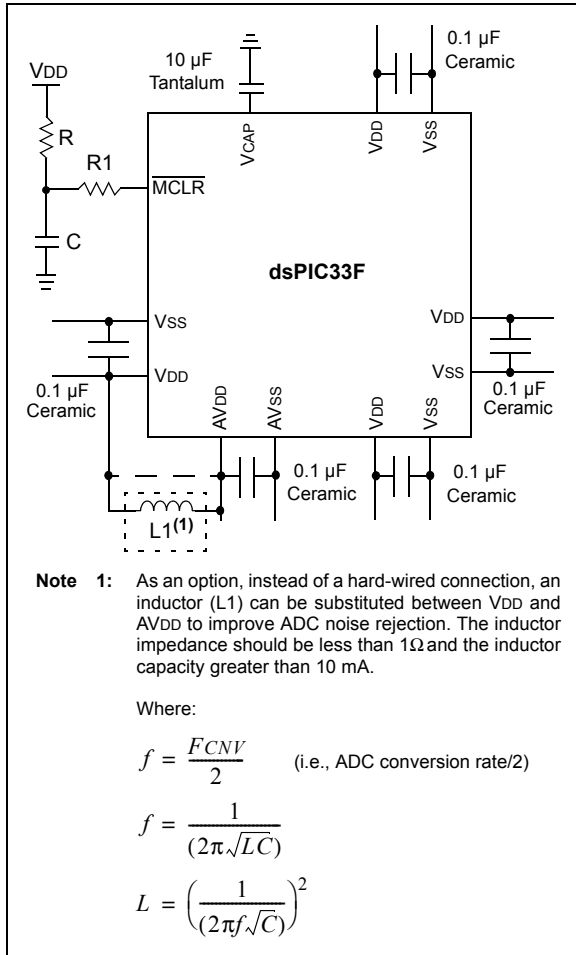 10 µF
Tantalum
0.1 µF
Ceramic
VDD
R
R1
C
VCAP
VDD
VSS
MCLR
dsPIC33F
VSS
VDD
VDD
VSS
0.1 µF
Ceramic
0.1 µF
Ceramic
AVDD
AVSS
VDD
VSS
0.1 µF
Ceramic
0.1 µF
Ceramic
L1(1)
Note 1: As an option, instead of a hard-wired connection, an
inductor (L1) can be substituted between VDD and
AVDD to improve ADC noise rejection. The inductor
impedance should be less than 1Ω and the inductor
capacity greater than 10 mA.
Where:
f = FCNV / 2 (i.e., ADC conversion rate/2)
f = 1 / (2π√LC)
L = (1 / (2πf√C))²